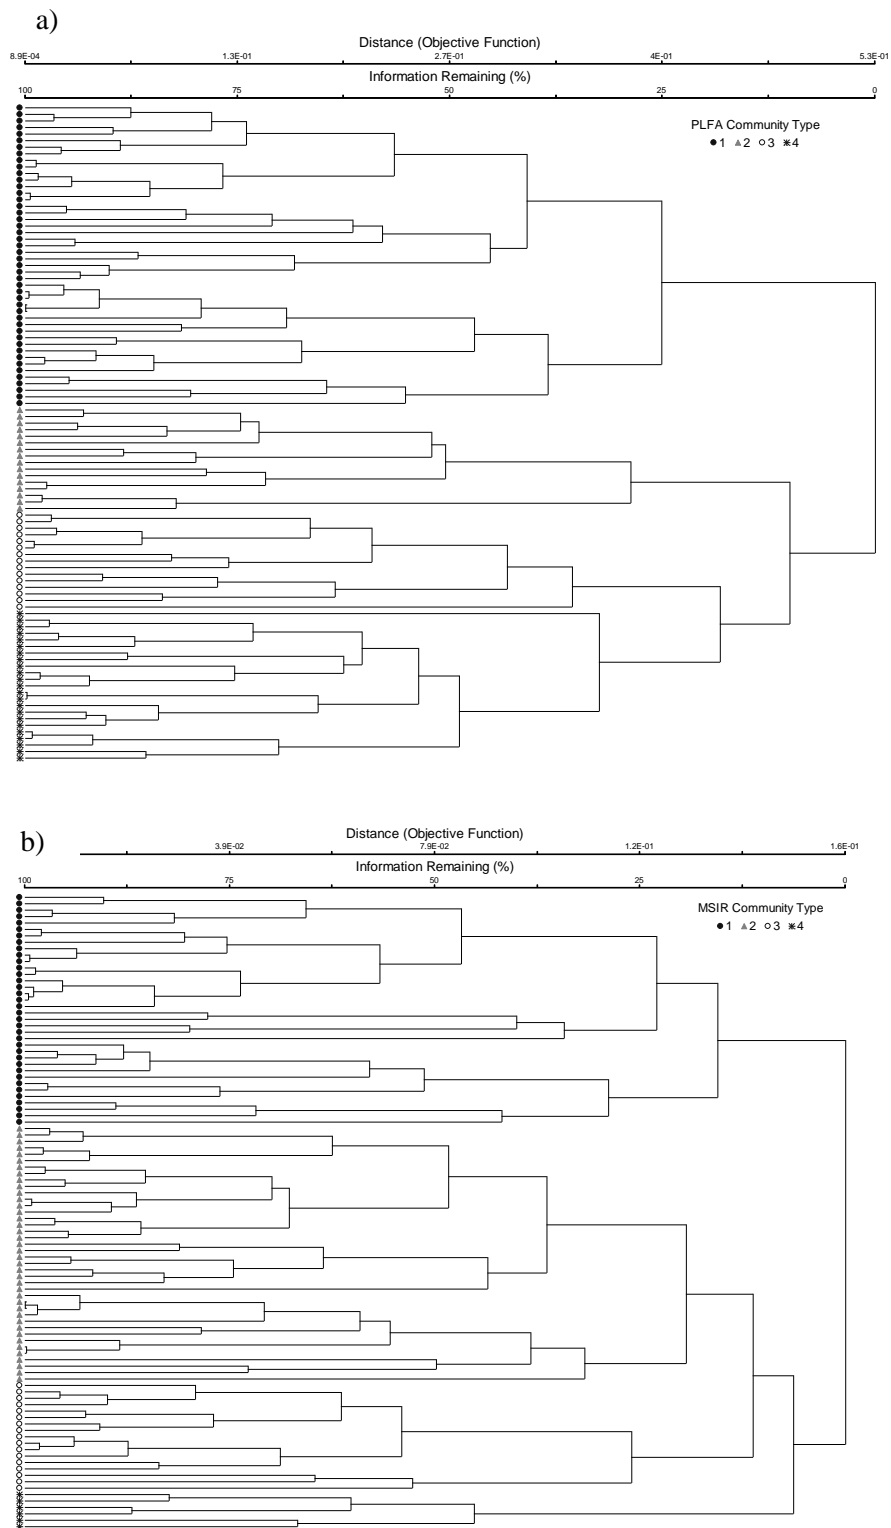 a)
Distance (Objective Function)
8.9E-04 1.3E-01 2.7E-01 4E-01 5.3E-01
Information Remaining (%)
100 75 50 25 0
PLFA Community Type
1 2 3 4
b)
Distance (Objective Function)
3.9E-02 7.9E-02 1.2E-01 1.6E-01
Information Remaining (%)
100 75 50 25 0
MSIR Community Type
1 2 3 4